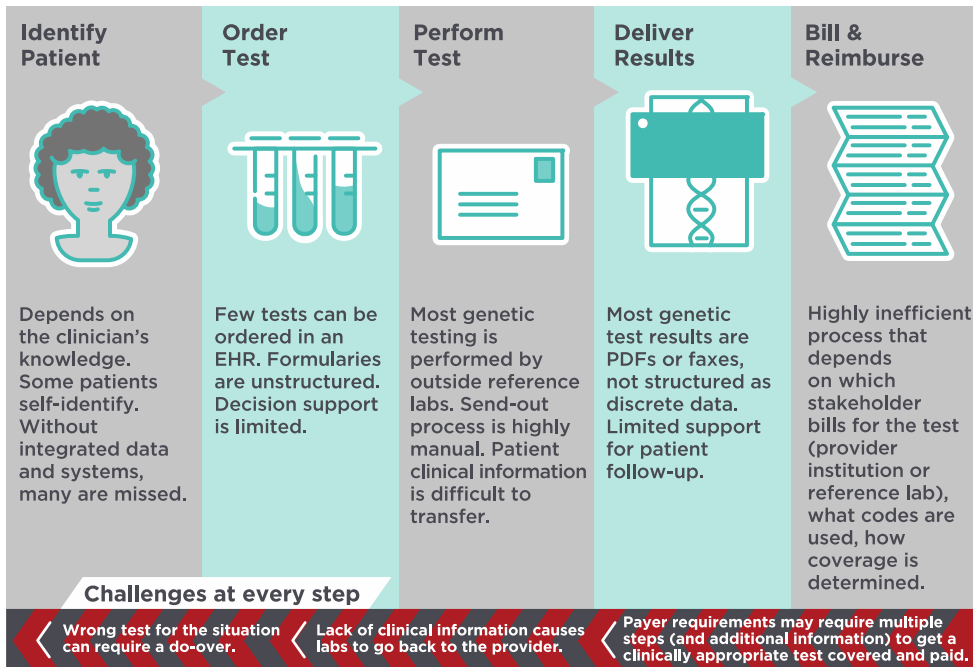 Identify
Patient
Order
Test
Perform
Test
Deliver
Results
Bill &
Reimburse
Depends on
the clinician's
knowledge.
Some patients
self-identify.
Without
integrated data
and systems,
many are missed.
Few tests can be
ordered in an
EHR. Formularies
are unstructured.
Decision support
is limited.
Most genetic
testing is
performed by
outside reference
labs. Send-out
process is highly
manual. Patient
clinical information
is difficult to
transfer.
Most genetic
test results are
PDFs or faxes,
not structured as
discrete data.
Limited support
for patient
follow-up.
Highly inefficient
process that
depends
on which
stakeholder
bills for the test
(provider
institution or
reference lab),
what codes are
used, how
coverage is
determined.
Challenges at every step
Wrong test for the situation
can require a do-over.
Lack of clinical information causes
labs to go back to the provider.
Payer requirements may require multiple
steps (and additional information) to get a
clinically appropriate test covered and paid.